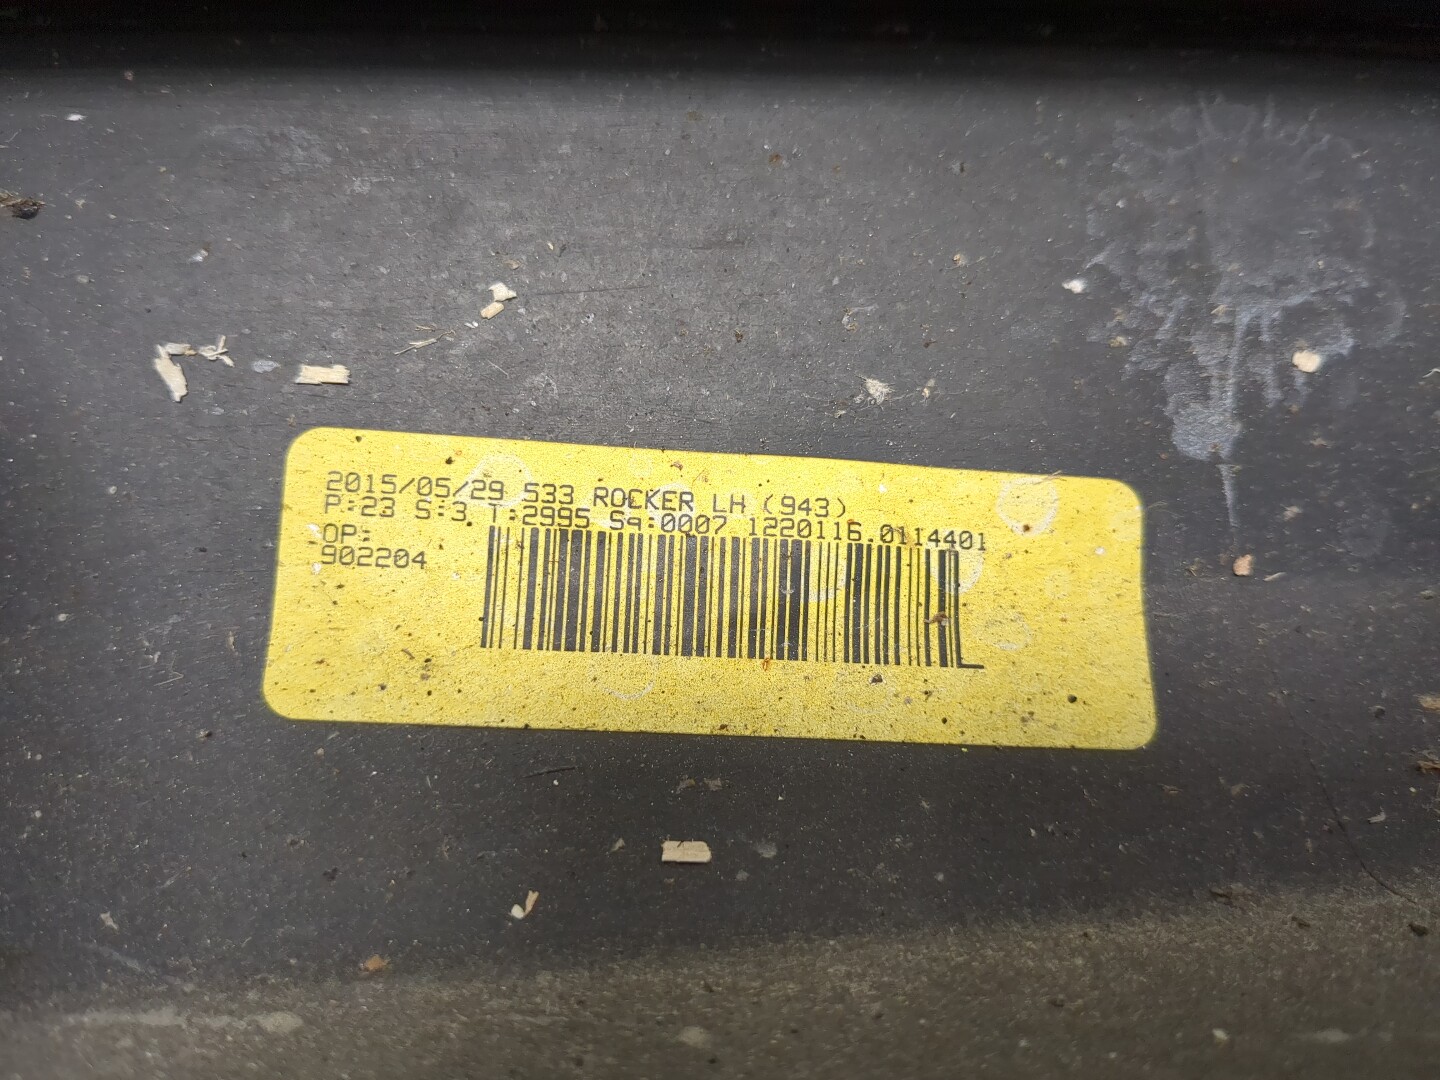 2015/05/29 533 ROCKER LH (943)
P:23 S:3 T:2995 Sq:0007 1220116.0114401
OP:
902204